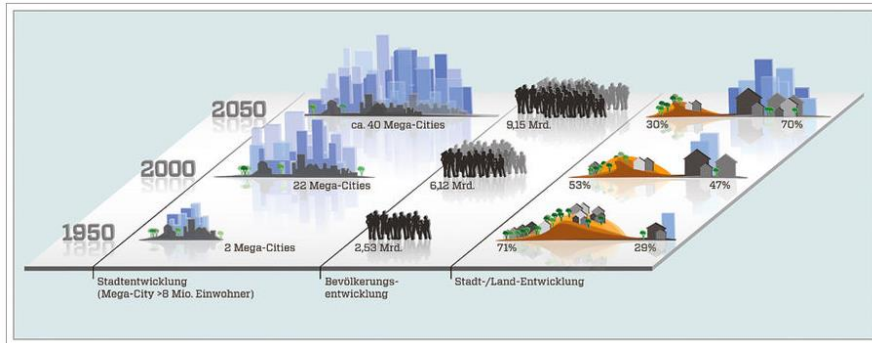 2050
ca. 40 Mega-Cities
9,15 Mrd.
30%
70%
2000
22 Mega-Cities
6,12 Mrd.
53%
47%
1950
2 Mega-Cities
2,53 Mrd.
71%
29%
Stadtentwicklung
(Mega-City >8 Mio. Einwohner)
Bevölkerungs-
entwicklung
Stadt-/Land-Entwicklung